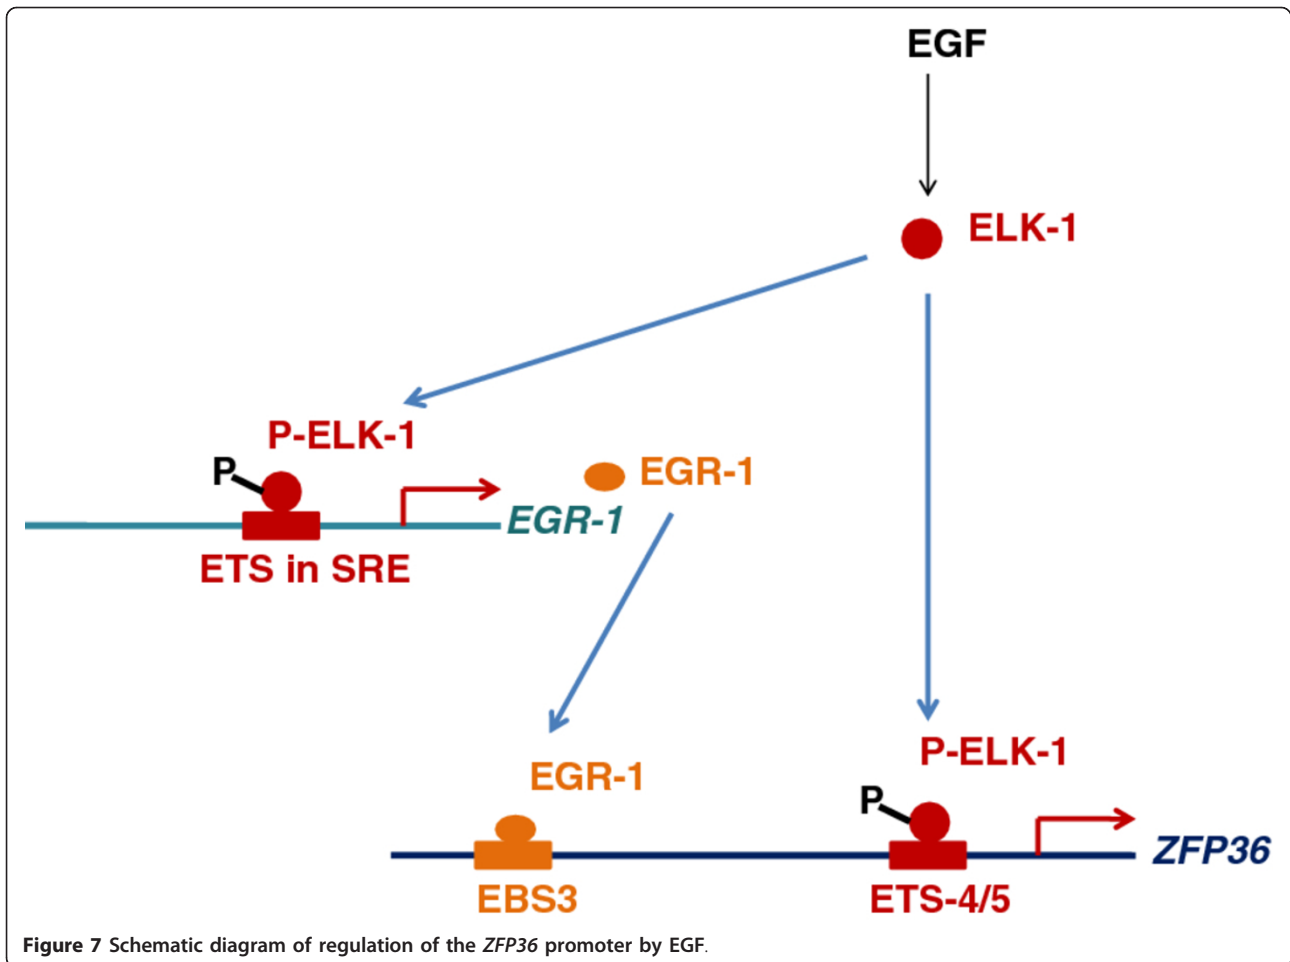 EGF
ELK-1
P-ELK-1
P
EGR-1
EGR-1
ETS in SRE
P-ELK-1
EGR-1
P
ZFP36
EBS3
ETS-4/5
Figure 7 Schematic diagram of regulation of the ZFP36 promoter by EGF.